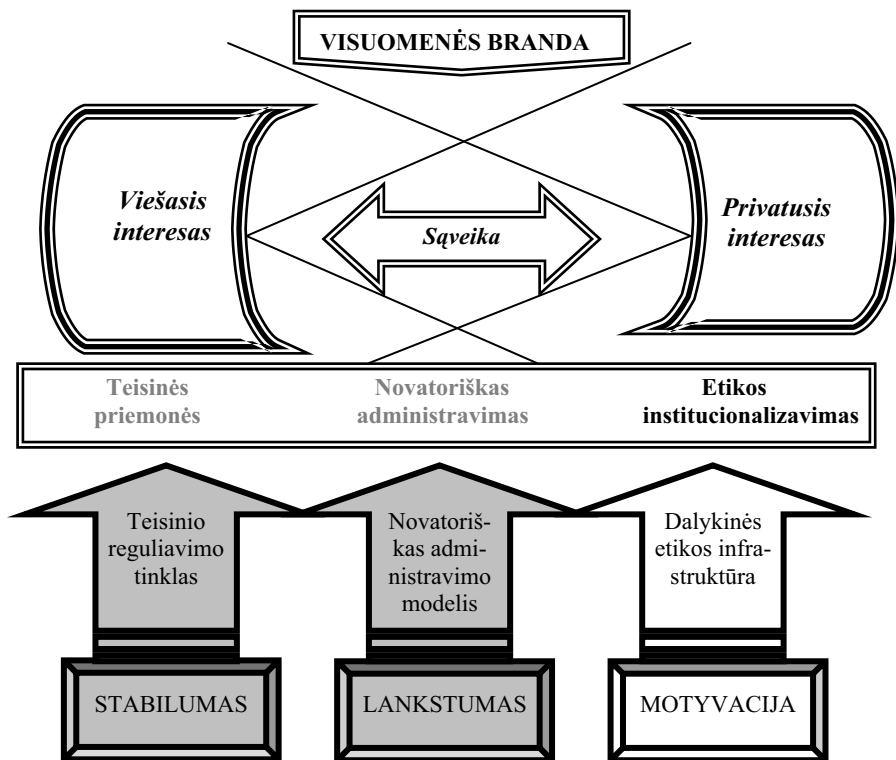 VISUOMENĖS BRANDA
Viešasis
interesas
Sąveika
Privatusis
interesas
Teisinės
priemonės
Novatoriškas
administravimas
Etikos
institucionalizavimas
Teisinio
reguliavimo
tinklas
Novatoriš-
kas admi-
nistravimo
modelis
Dalykinės
etikos infra-
struktūra
STABILUMAS
LANKSTUMAS
MOTYVACIJA